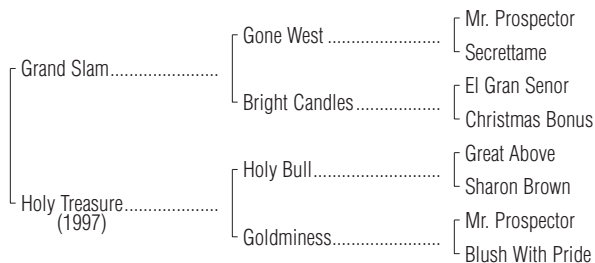 Mr. Prospector
Gone West ......................
Secrettame
Grand Slam.....................
El Gran Senor
Bright Candles .................
Christmas Bonus
Great Above
Holy Bull.........................
Sharon Brown
Holy Treasure..................
(1997)
Mr. Prospector
Goldminess.....................
Blush With Pride